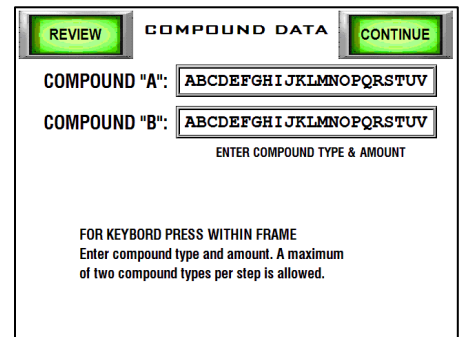 REVIEW COMPOUND DATA CONTINUE
COMPOUND "A": ABCDEFGHIJKLMNOPQRSTUV
COMPOUND "B": ABCDEFGHIJKLMNOPQRSTUV
ENTER COMPOUND TYPE & AMOUNT
FOR KEYBORD PRESS WITHIN FRAME
Enter compound type and amount. A maximum
of two compound types per step is allowed.